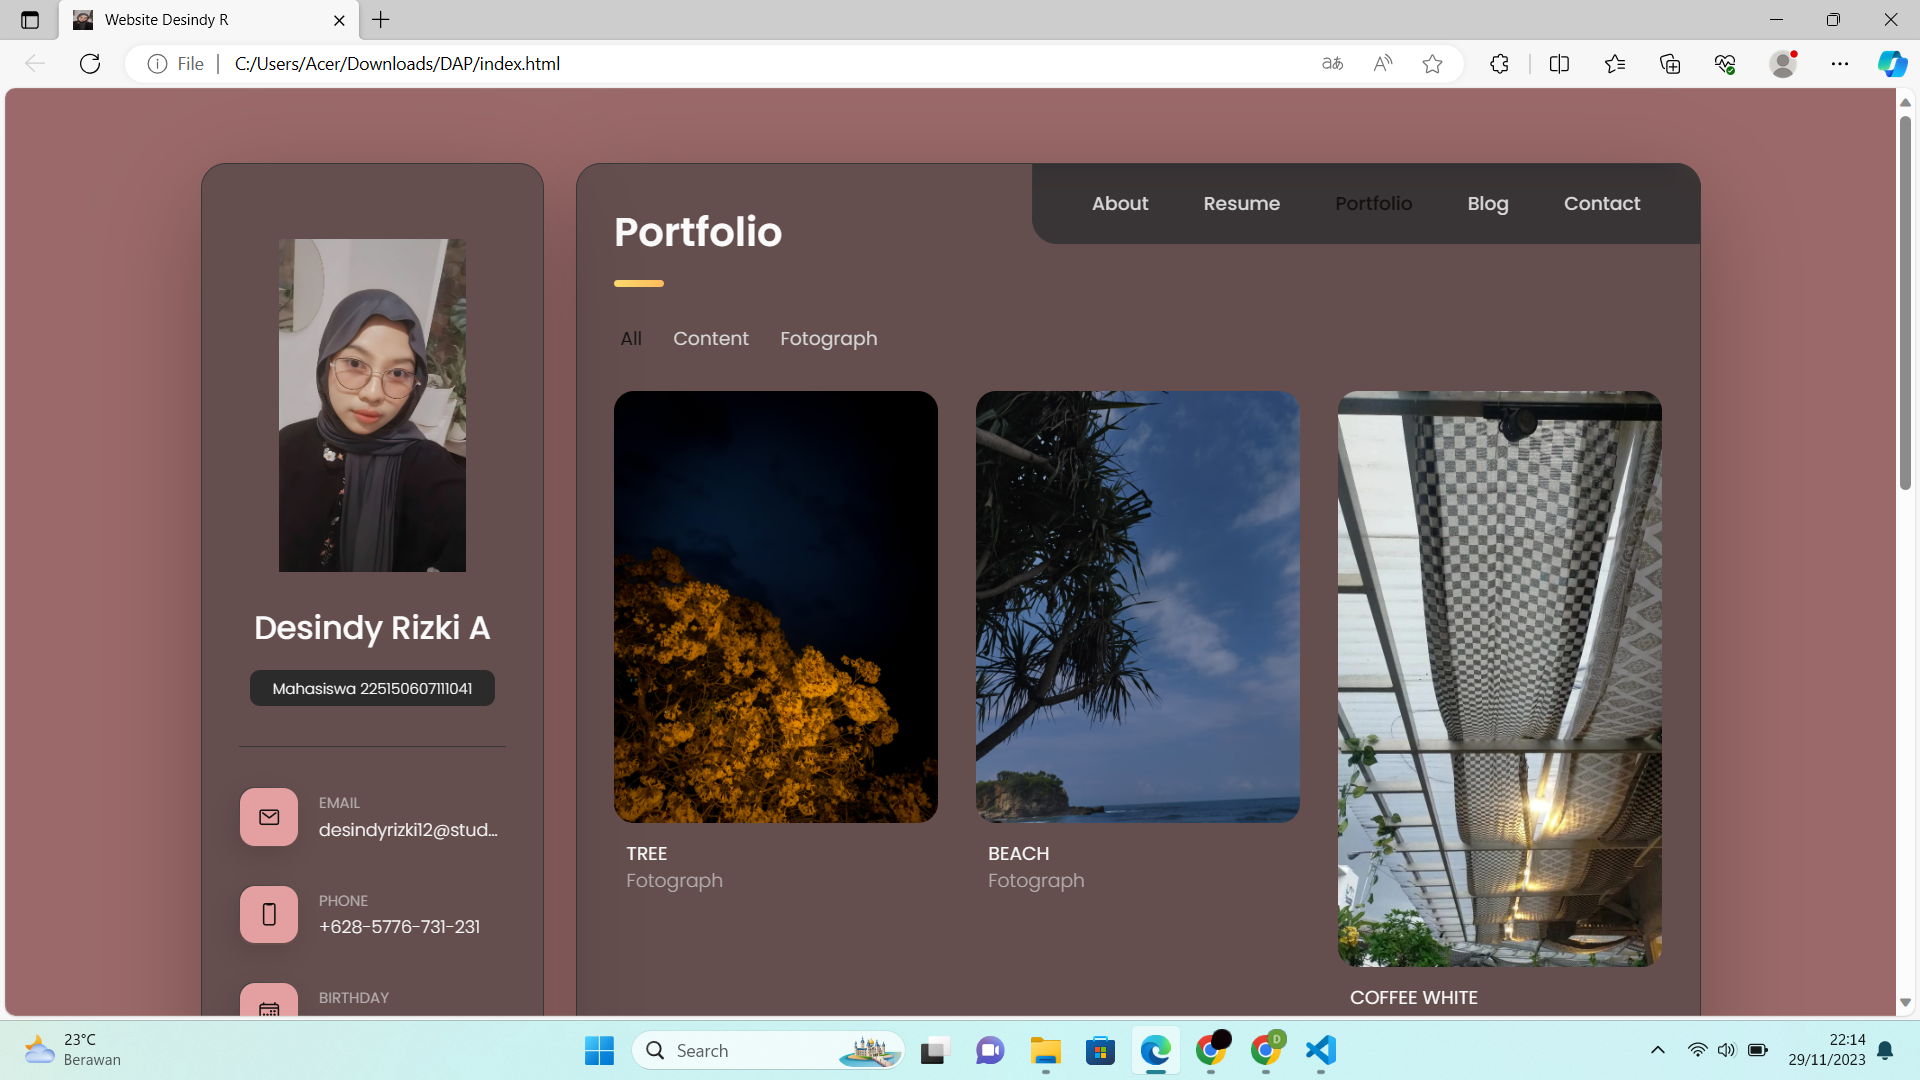 Website Desindy R
File
C:/Users/Acer/Downloads/DAP/index.html
aあ
About
Resume
Portfolio
Blog
Contact
Portfolio
All
Content
Fotograph
Desindy Rizki A
Mahasiswa 225150607111041
EMAIL
desindyrizki12@stud...
PHONE
+628-5776-731-231
BIRTHDAY
TREE
Fotograph
BEACH
Fotograph
COFFEE WHITE
23°C
Berawan
Search
D
22:14
29/11/2023